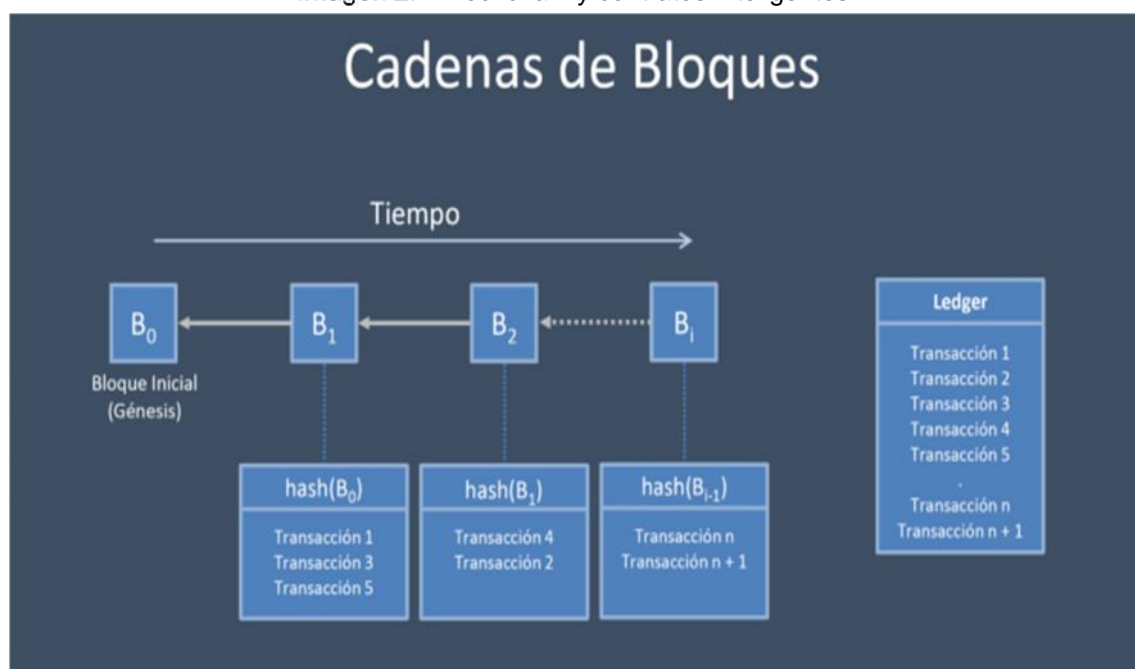 Cadenas de Bloques
Tiempo
B₀
B₁
B₂
Bᵢ
Bloque Inicial
(Génesis)
hash(B₀)
Transacción 1
Transacción 3
Transacción 5
hash(B₁)
Transacción 4
Transacción 2
hash(Bᵢ₋₁)
Transacción n
Transacción n + 1
Ledger
Transacción 1
Transacción 2
Transacción 3
Transacción 4
Transacción 5
.
Transacción n
Transacción n + 1